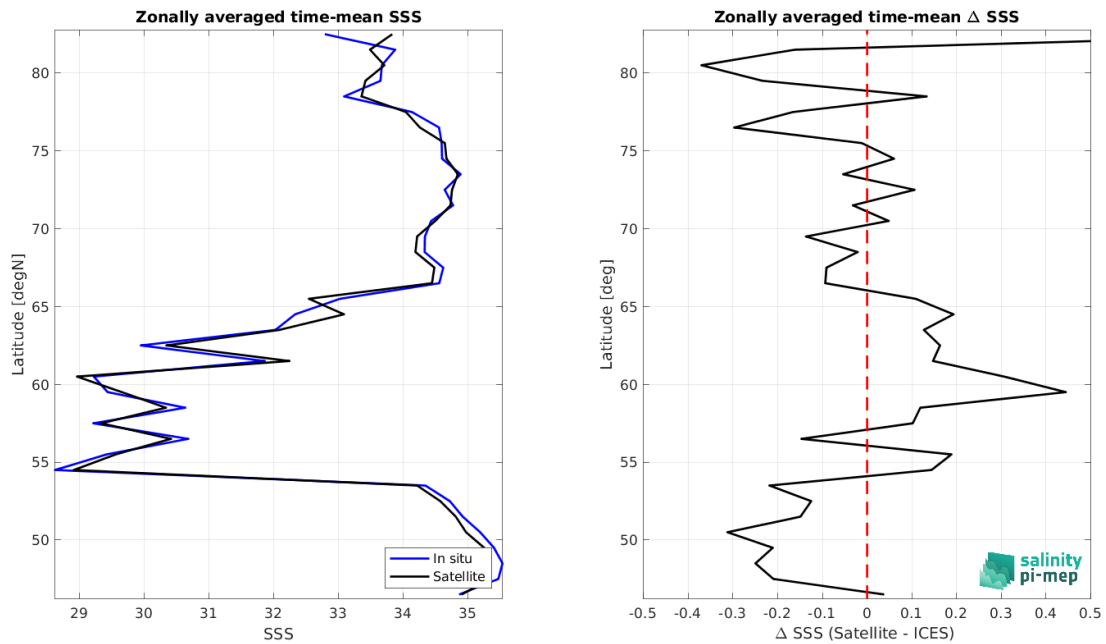 Zonally averaged time-mean SSS
80
75
70
65
60
55
50
Latitude [degN]
29 30 31 32 33 34 35
SSS
In situ
Satellite
Zonally averaged time-mean Δ SSS
80
75
70
65
60
55
50
Latitude [deg]
-0.5 -0.4 -0.3 -0.2 -0.1 0 0.1 0.2 0.3 0.4 0.5
Δ SSS (Satellite - ICES)
salinity
pi-mep